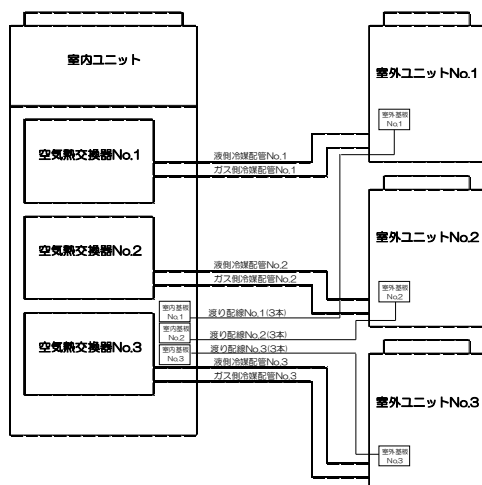 室内ユニット
空気熱交換器No.1
空気熱交換器No.2
空気熱交換器No.3
室内基板
No.1
室内基板
No.2
室内基板
No.3
液側冷媒配管No.1
ガス側冷媒配管No.1
液側冷媒配管No.2
ガス側冷媒配管No.2
渡り配線No.1(3本)
渡り配線No.2(3本)
渡り配線No.3(3本)
液側冷媒配管No.3
ガス側冷媒配管No.3
室外ユニットNo.1
室外基板
No.1
室外ユニットNo.2
室外基板
No.2
室外ユニットNo.3
室外基板
No.3